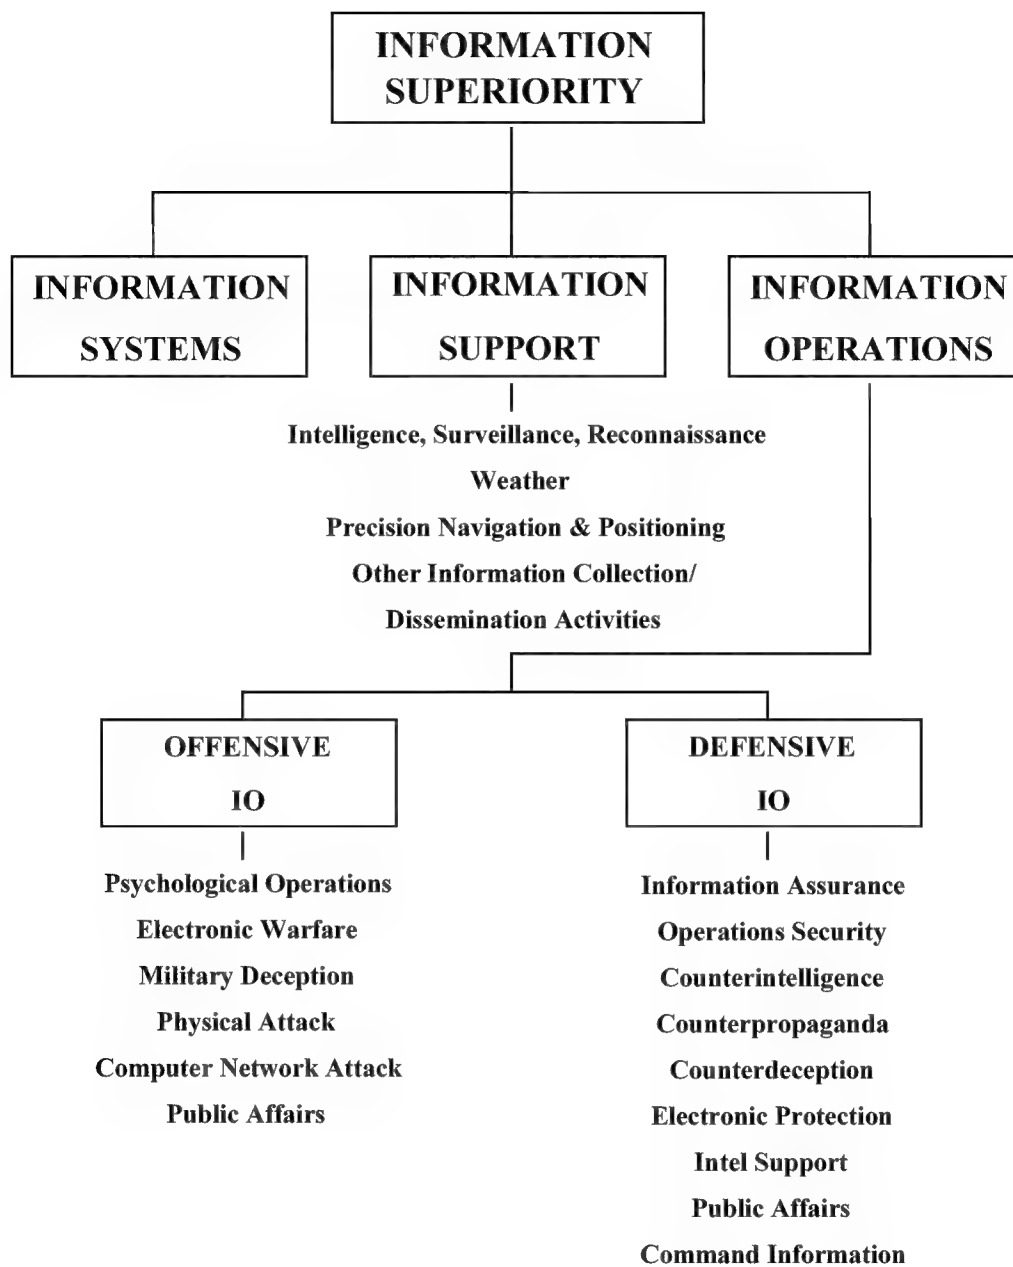 INFORMATION
SUPERIORITY
INFORMATION
SYSTEMS
INFORMATION
SUPPORT
INFORMATION
OPERATIONS
Intelligence, Surveillance, Reconnaissance
Weather
Precision Navigation & Positioning
Other Information Collection/
Dissemination Activities
OFFENSIVE
IO
Psychological Operations
Electronic Warfare
Military Deception
Physical Attack
Computer Network Attack
Public Affairs
DEFENSIVE
IO
Information Assurance
Operations Security
Counterintelligence
Counterpropaganda
Counterdeception
Electronic Protection
Intel Support
Public Affairs
Command Information